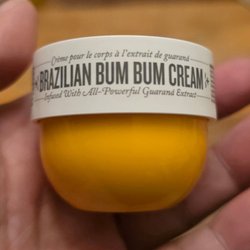 Crème pour le corps à l'extrait de guaraná
BRAZILIAN BUM BUM CREAM
Infused With All-Powerful Guaraná Extract